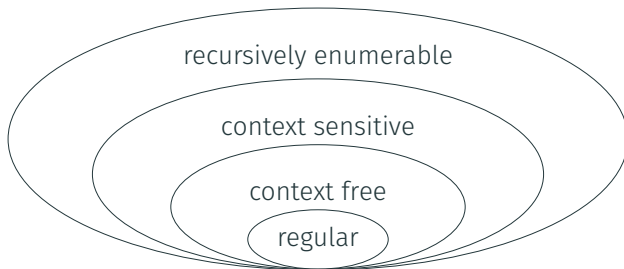 recursively enumerable
context sensitive
context free
regular